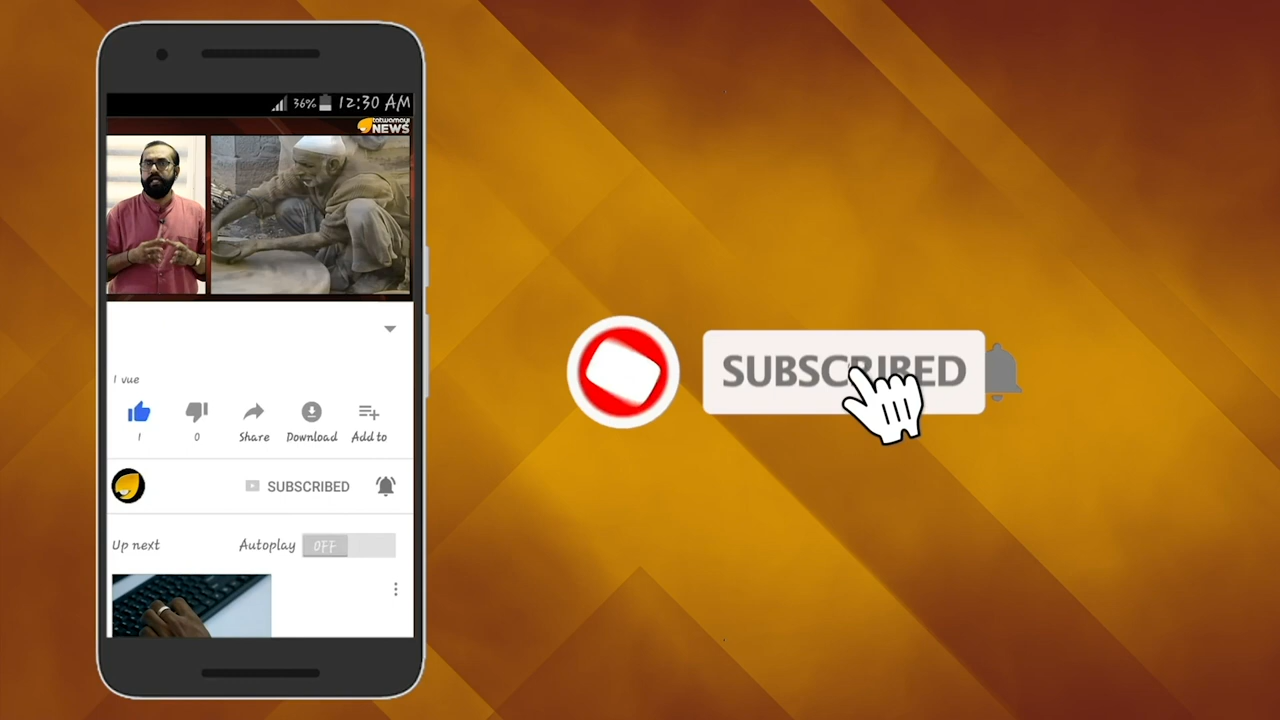 36% 12:30 AM
tatwamayi
NEWS
1 vue
1
0
Share
Download
Add to
SUBSCRIBED
Up next
Autoplay
OFF
SUBSCRIBED